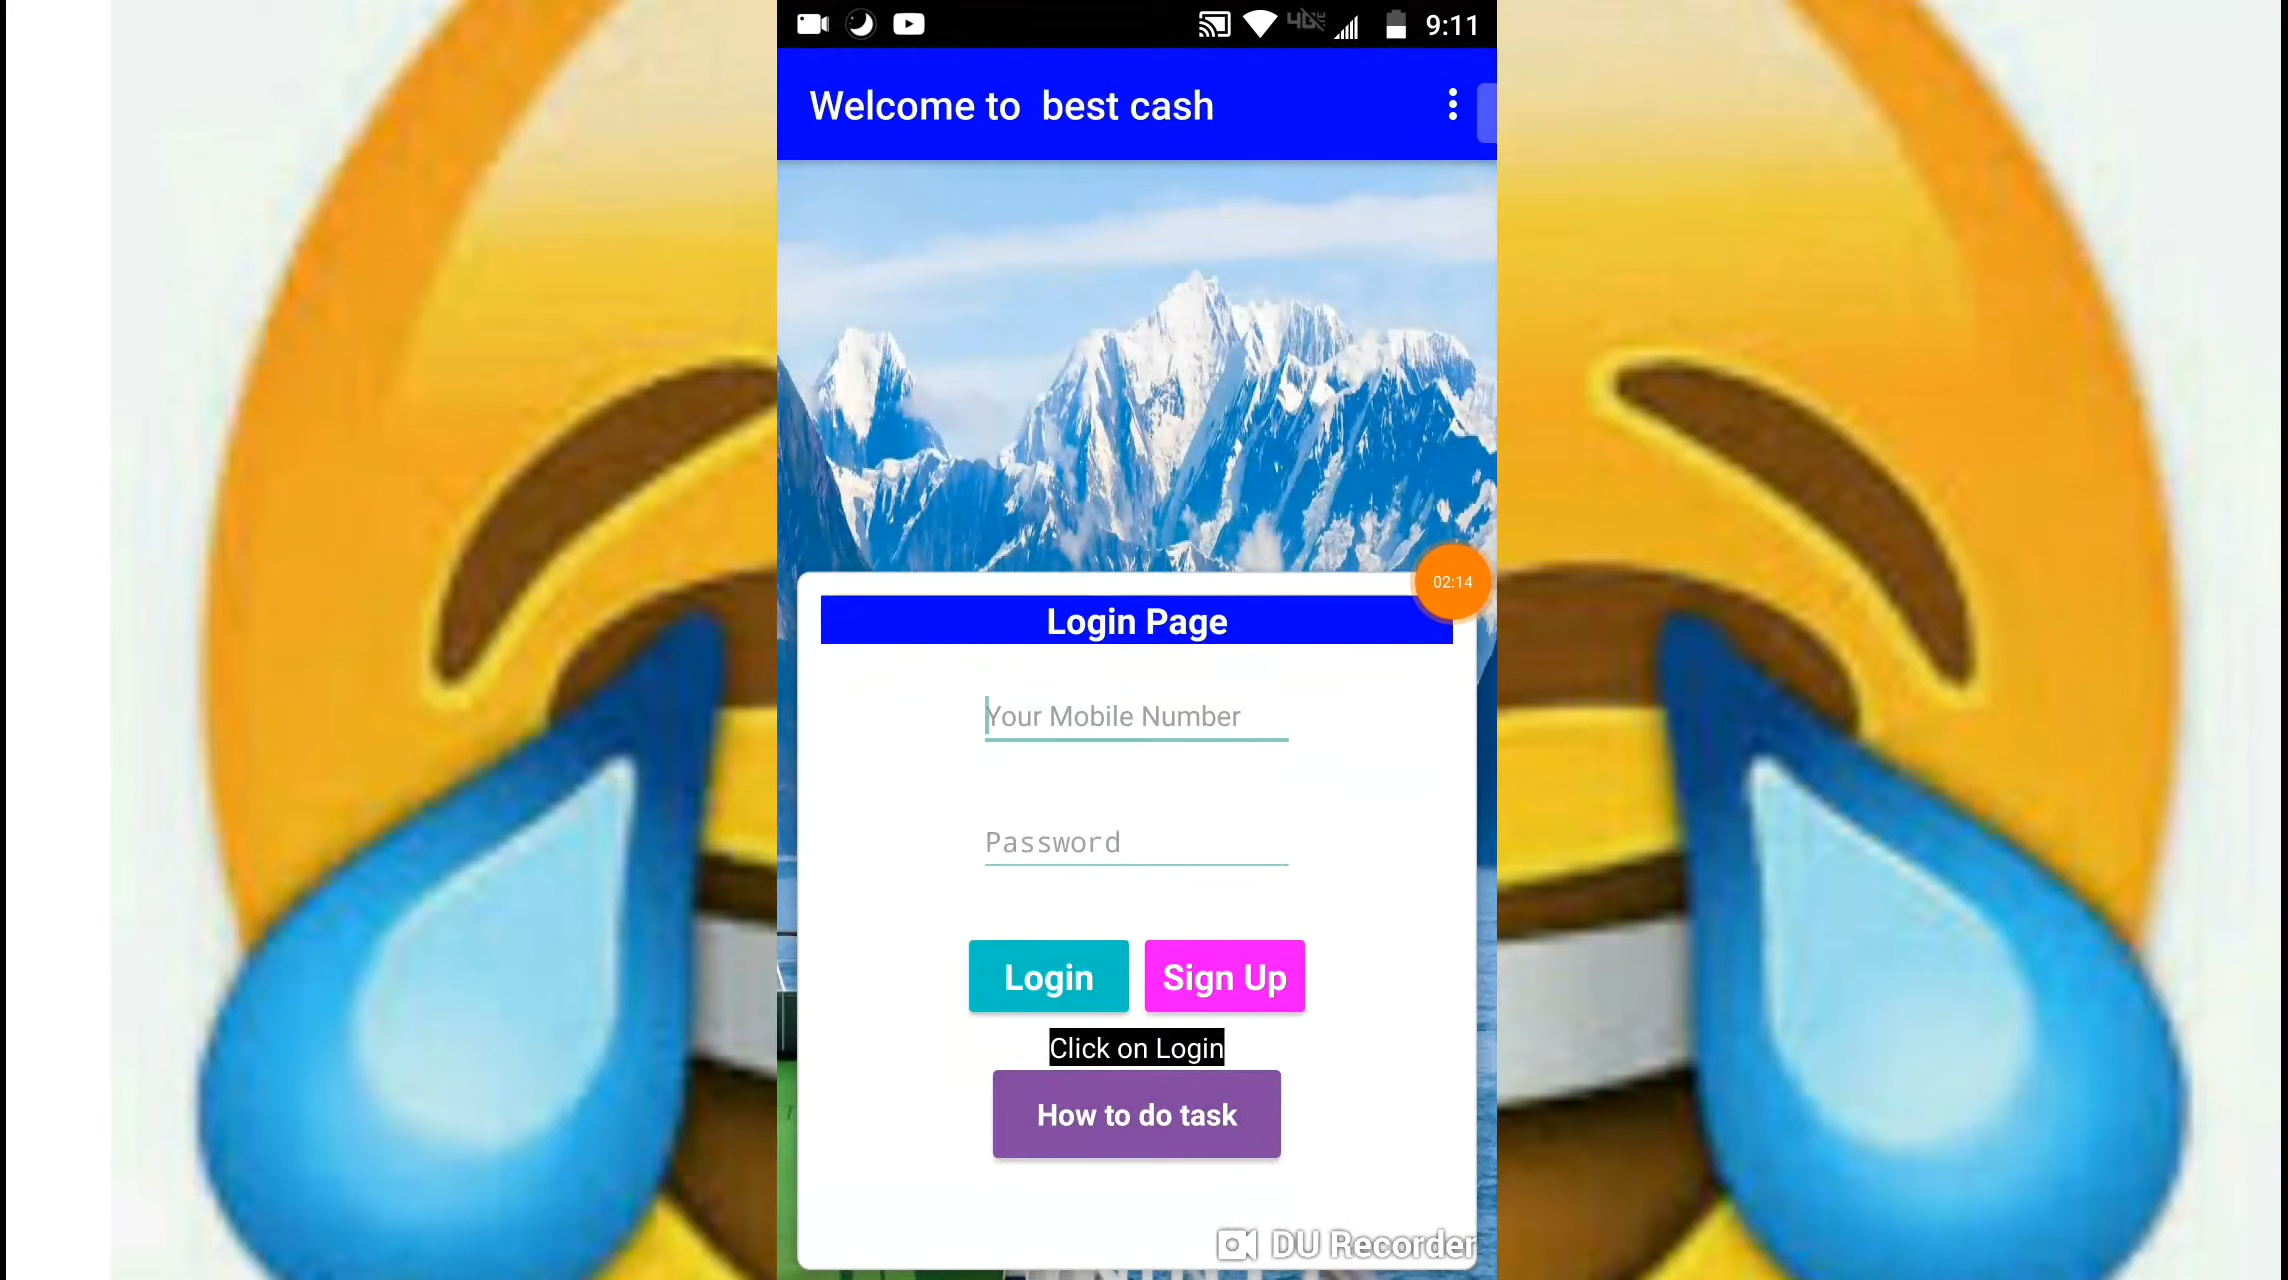 9:11
Welcome to best cash
02:14
Login Page
Your Mobile Number
Password
Login
Sign Up
Click on Login
How to do task
DU Recorder